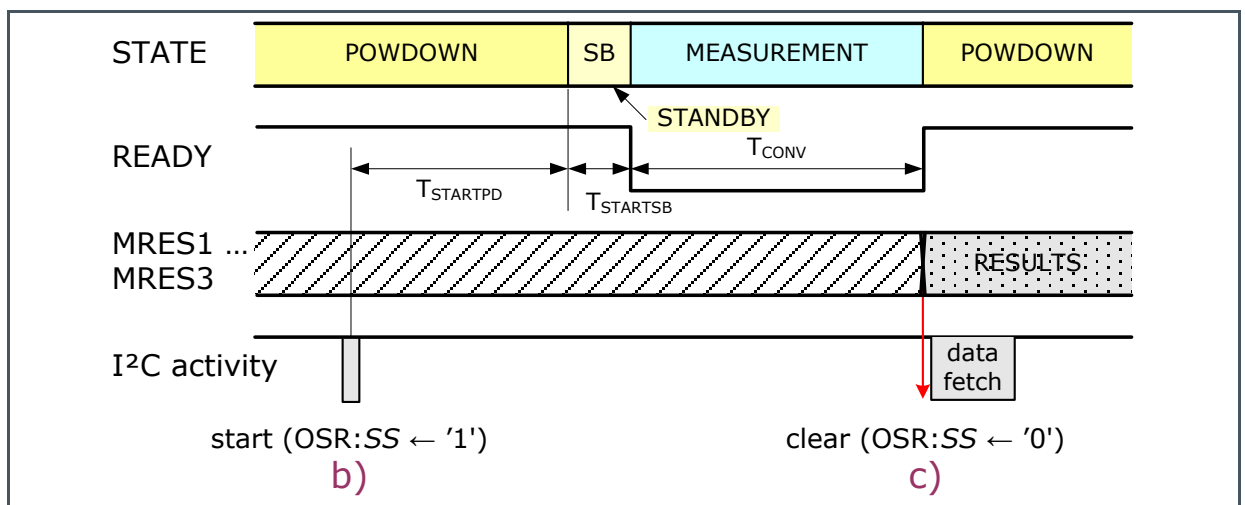 STATE
POWDOWN
SB
MEASUREMENT
POWDOWN
STANDBY
READY
TCONV
TSTARTPD
TSTARTSB
MRES1 ...
MRES3
RESULTS
I²C activity
data
fetch
start (OSR:SS ← '1')
clear (OSR:SS ← '0')
b)
c)